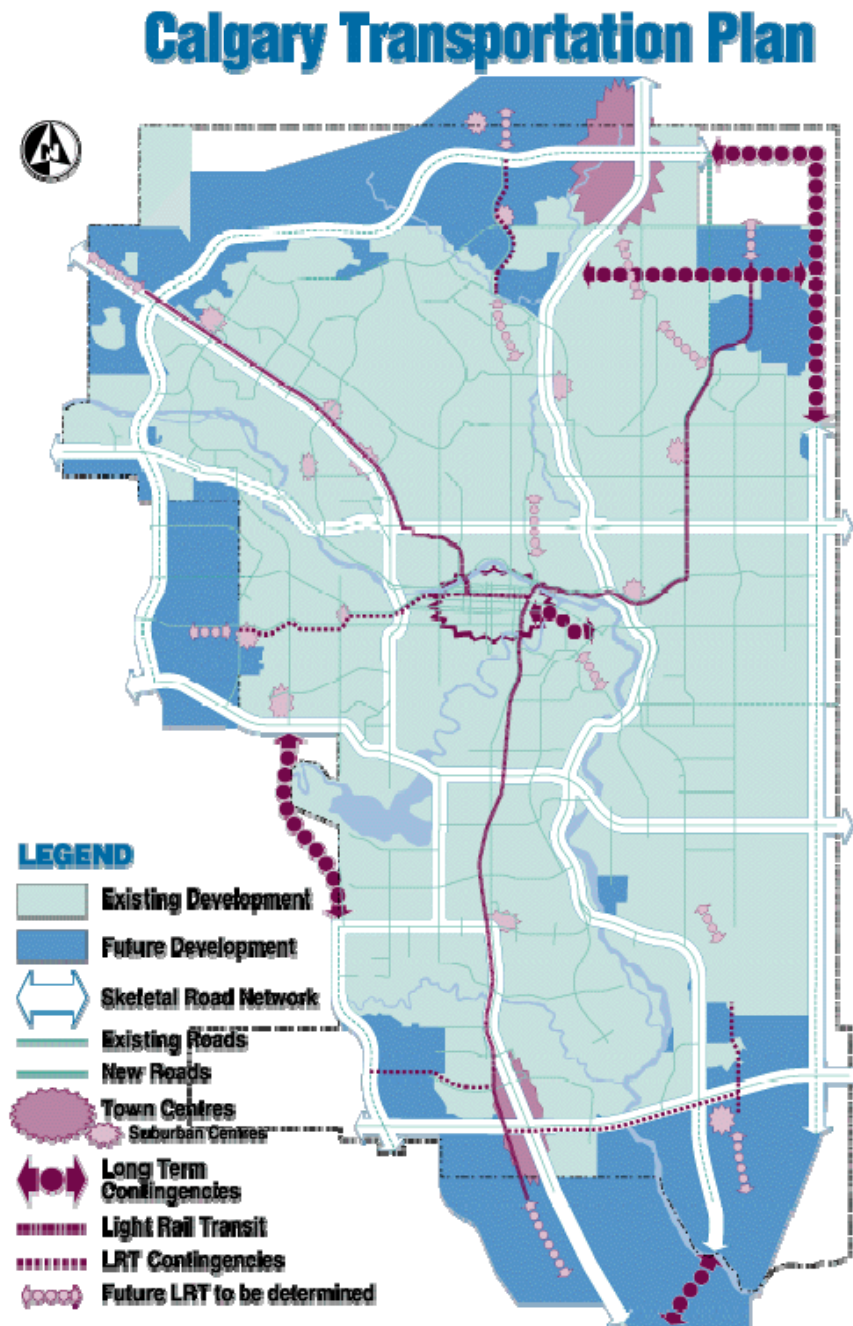 Calgary Transportation Plan
N
LEGEND
Existing Development
Future Development
Skeletal Road Network
Existing Roads
New Roads
Town Centres
Suburban Centres
Long Term
Contingencies
Light Rail Transit
LRT Contingencies
Future LRT to be determined